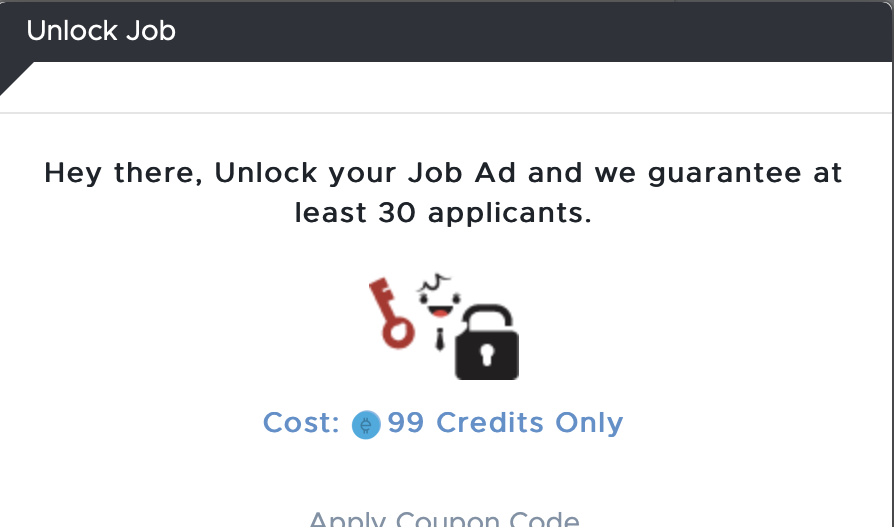 Unlock Job
Hey there, Unlock your Job Ad and we guarantee at
least 30 applicants.
Cost: 99 Credits Only
Apply Coupon Code